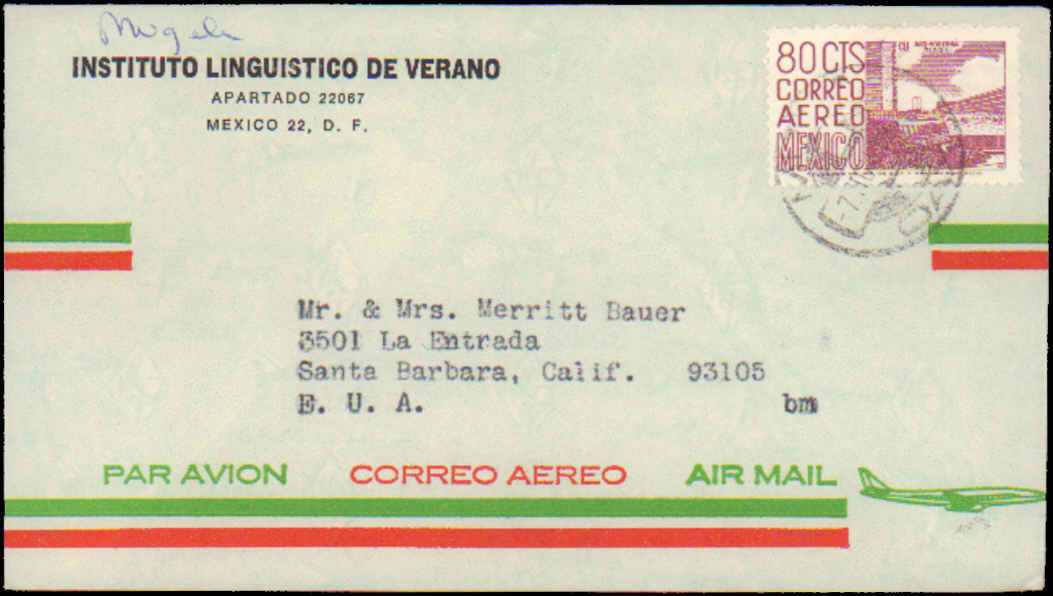 INSTITUTO LINGUISTICO DE VERANO
APARTADO 22067
MEXICO 22, D. F.
80 CTS
CORREO
AEREO
MEXICO
Mr. & Mrs. Merritt Bauer
3501 La Entrada
Santa Barbara, Calif. 93105
E. U. A. bm
PAR AVION CORREO AEREO AIR MAIL